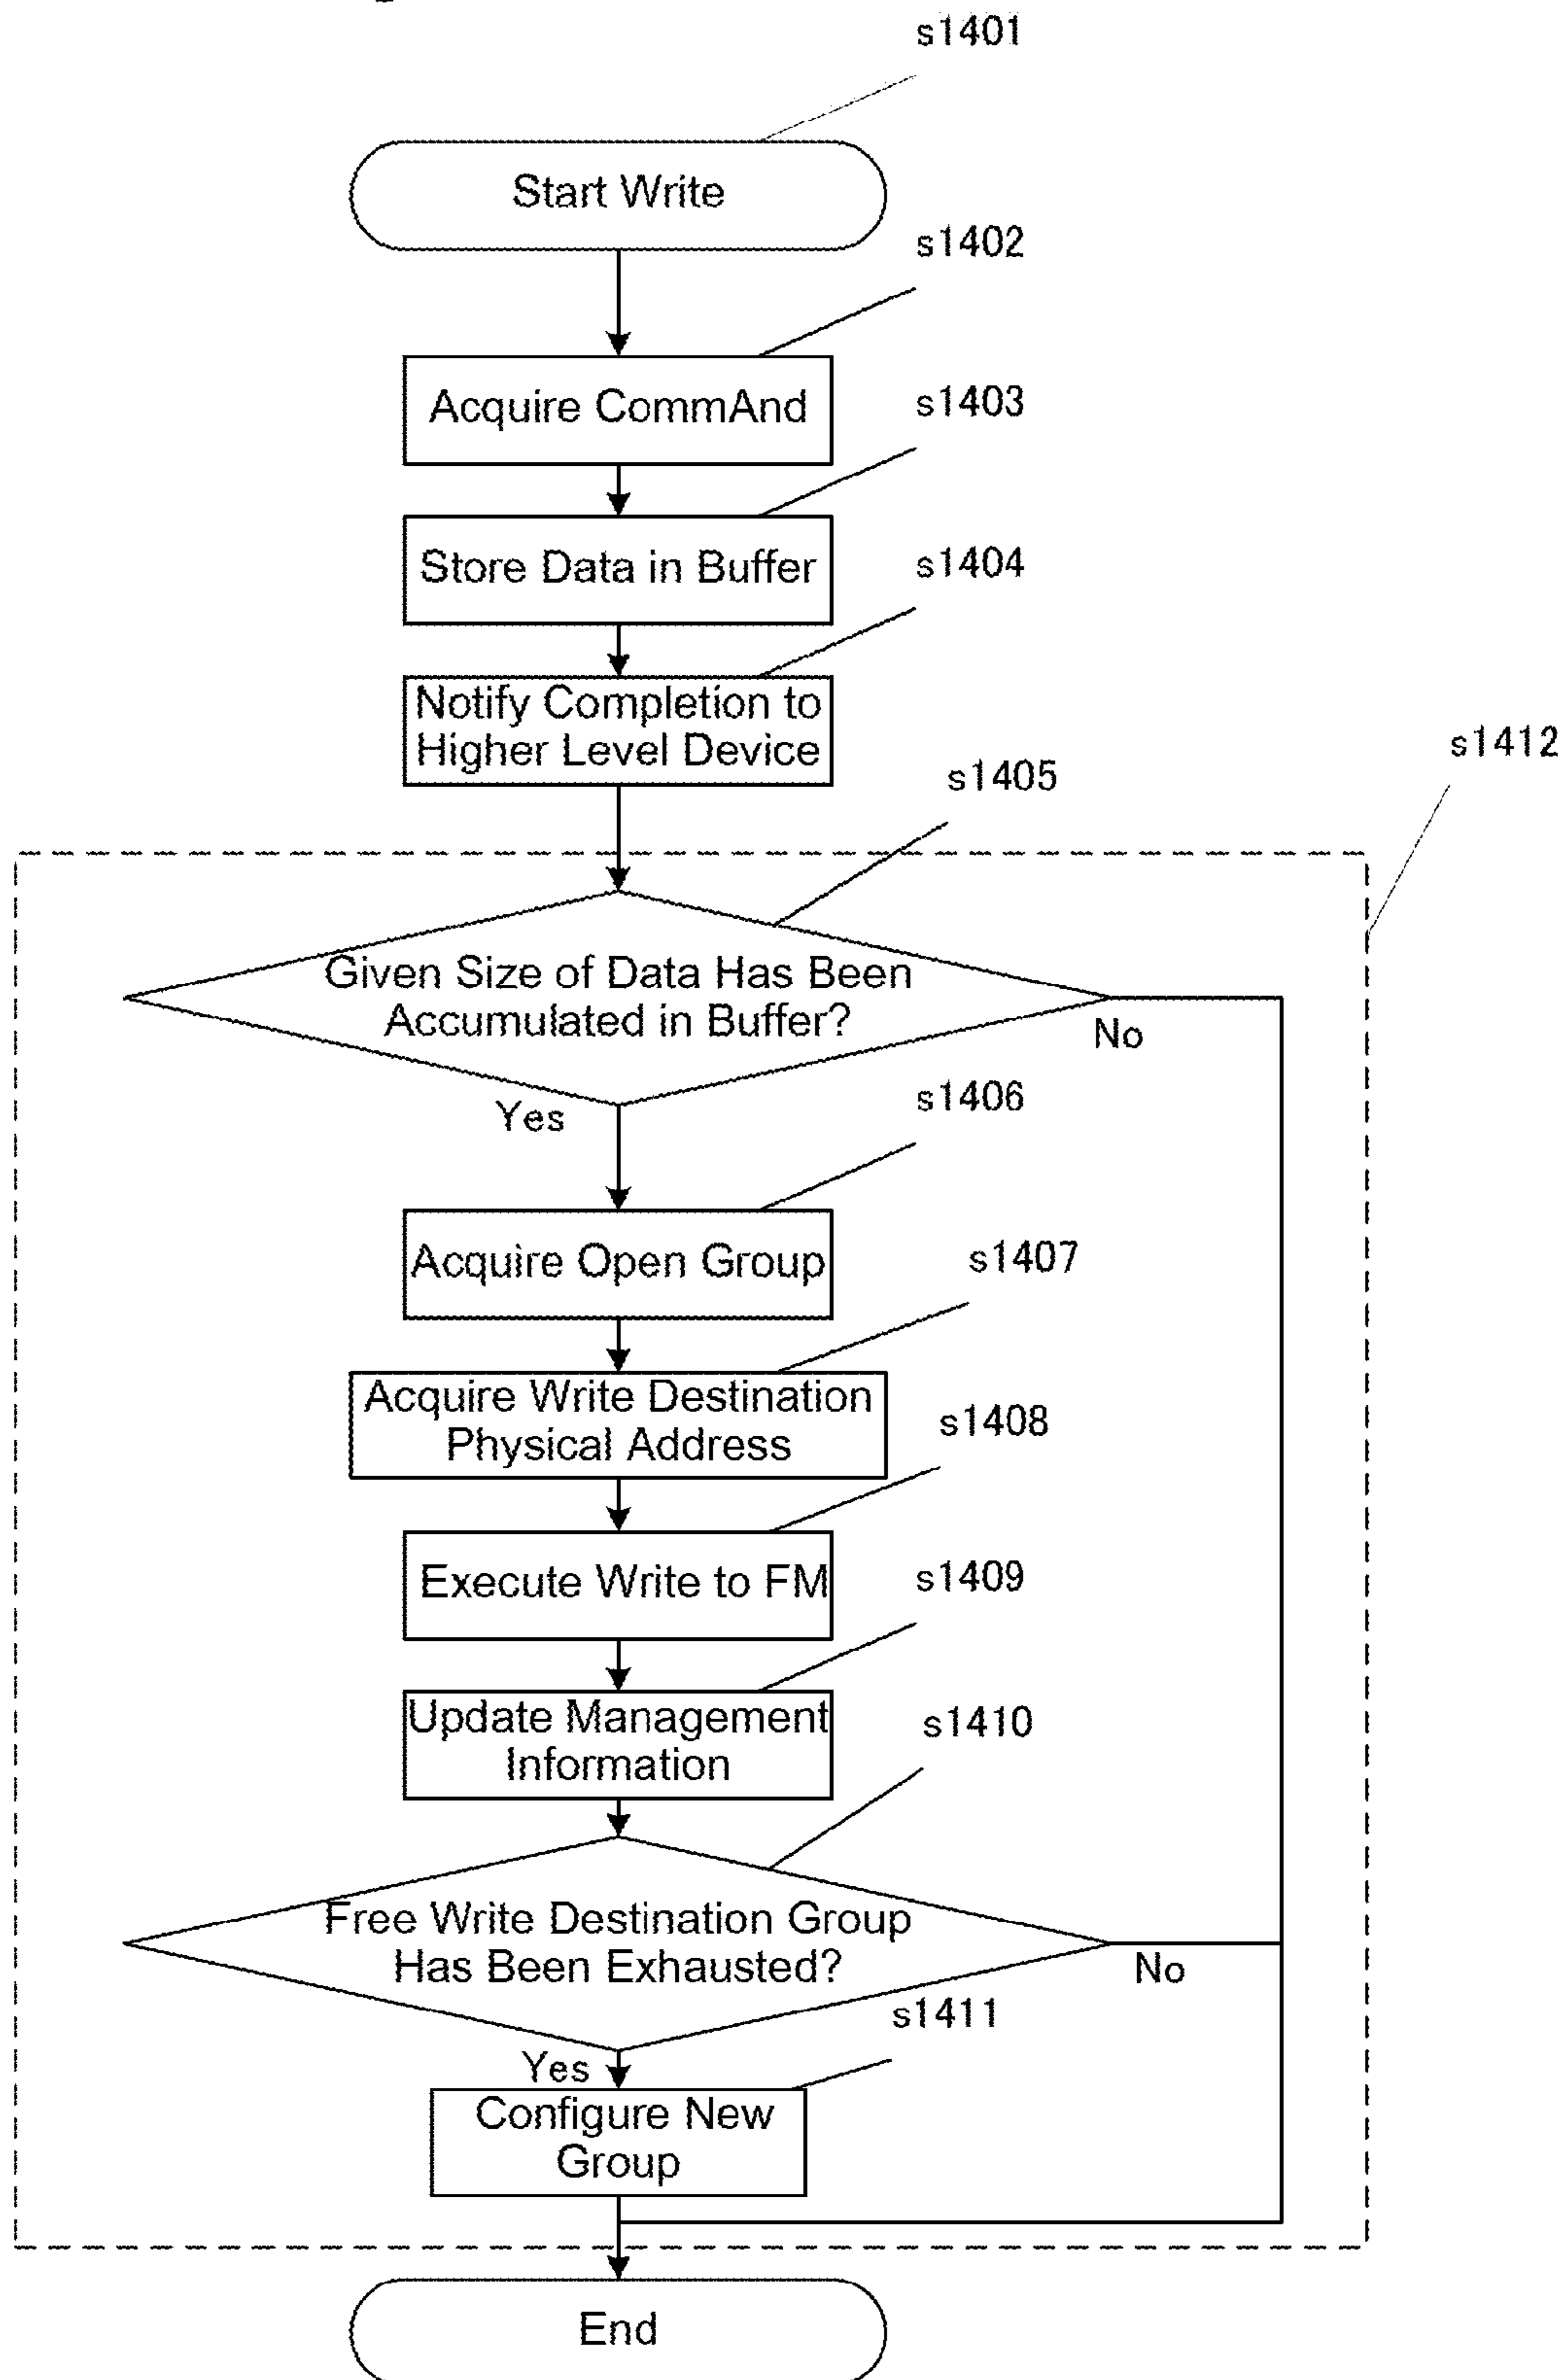 s1401
Start Write
s1402
Acquire CommAnd
s1403
Store Data in Buffer
s1404
Notify Completion to
Higher Level Device
s1412
s1405
Given Size of Data Has Been
Accumulated in Buffer?
No
Yes
s1406
Acquire Open Group
s1407
Acquire Write Destination
Physical Address
s1408
Execute Write to FM
s1409
Update Management
Information
s1410
Free Write Destination Group
Has Been Exhausted?
No
s1411
Yes
Configure New
Group
End